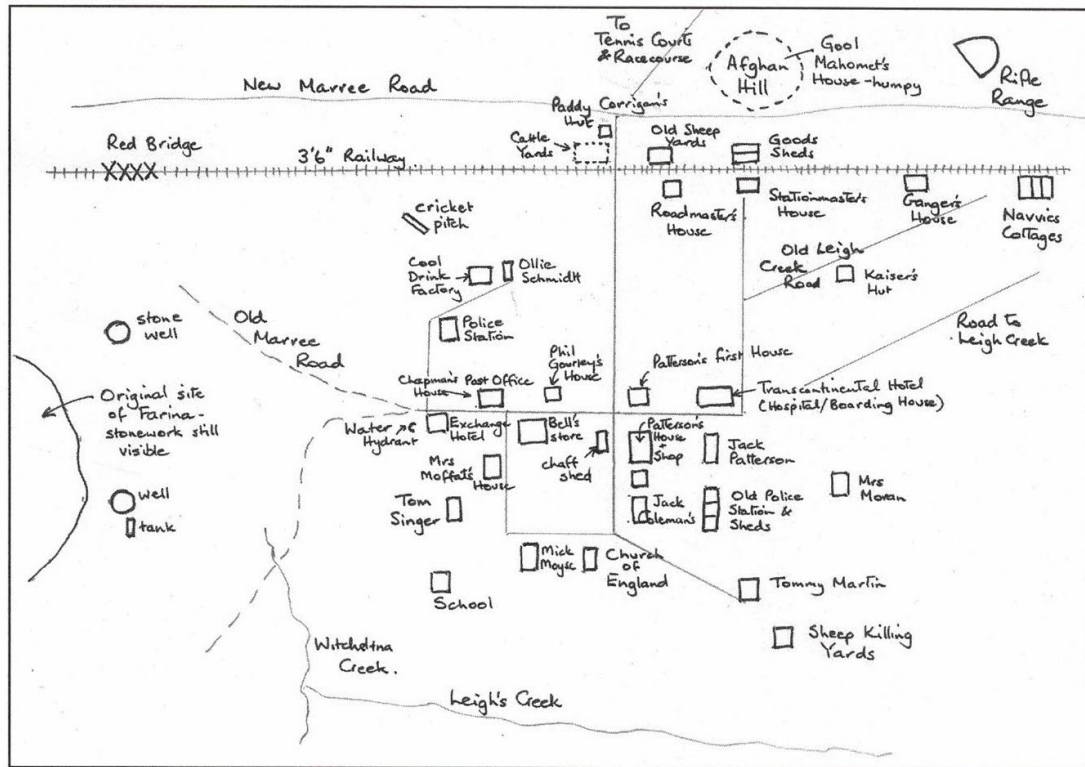 To
Tennis Courts
& Racecourse
Afghan
Hill
Gool
Mahomet's
House-humpy
Rifle
Range
New Marree Road
Paddy Corrigan's
Hut
Cattle
Yards
Old Sheep
Yards
Goods
Sheds
Red Bridge
3'6" Railway
Roadmaster's
House
Stationmaster's
House
Ganger's
House
Navvies
Cottages
cricket
pitch
Cool
Drink
Factory
Ollie
Schmidt
Old Leigh
Creek
Road
Kaiser's
Hut
stone
well
Old
Marree
Road
Police
Station
Phil
Gourley's
House
Patterson's first House
Road to
Leigh Creek
Original site
of Farina-
stonework still
visible
Chapman's
House
Post Office
Transcontinental Hotel
(Hospital/Boarding House)
Water
Hydrant
Exchange
Hotel
Bell's
store
chaff
shed
Patterson's
House
+
Shop
Jack
Patterson
Mrs
Moffat's
House
Mrs
Moran
well
tank
Tom
Singer
Jack
Coleman's
Old Police
Station &
Sheds
Mick
Moyse
Church
of
England
School
Tommy Martin
Sheep Killing
Yards
Witcheltna
Creek.
Leigh's Creek